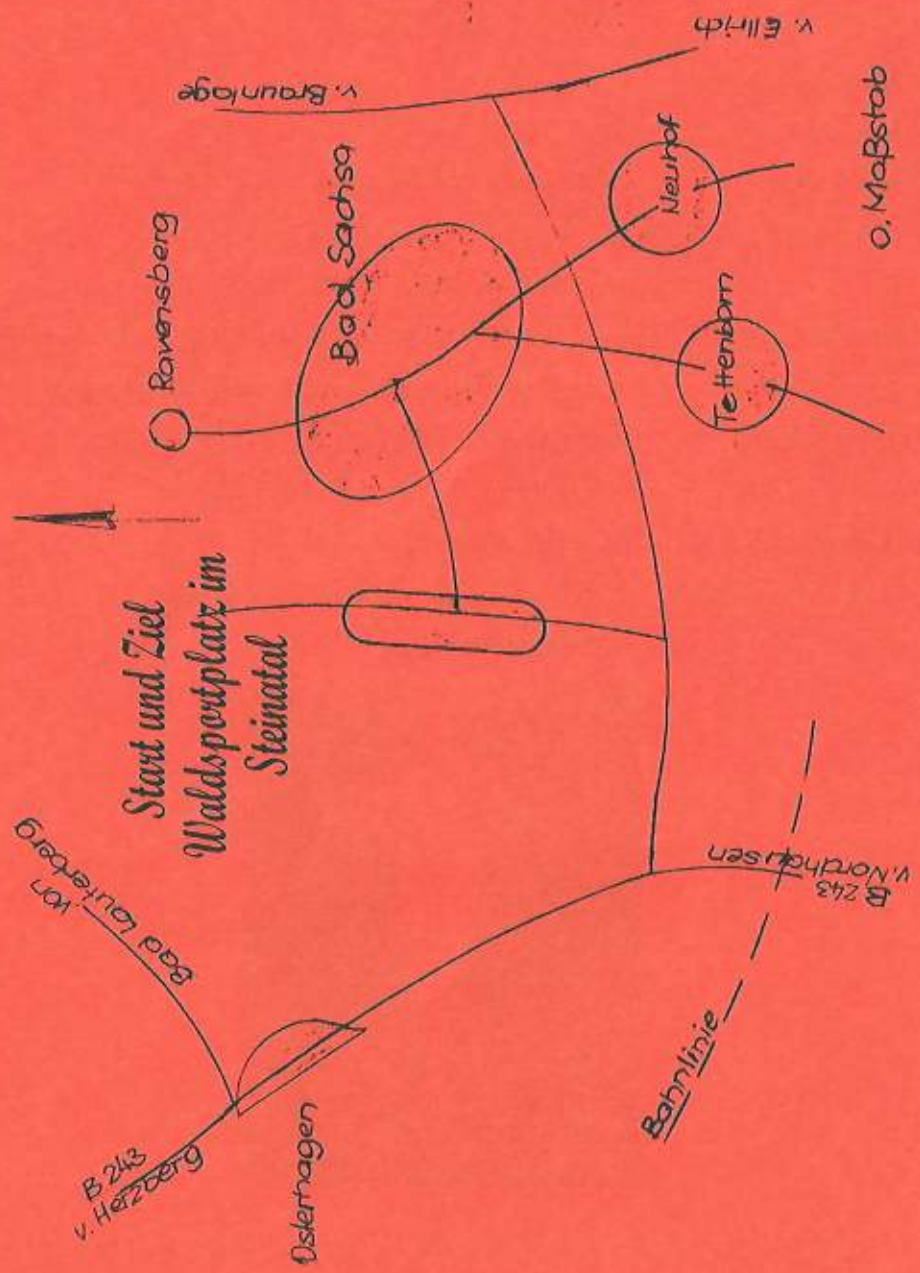 B 243
v. Herzberg
von
Bad Lauterberg
Osterhagen
Start und Ziel
Waldsportplatz im
Steinatal
Ravensberg
Bad Sachsa
v. Braunlage
v. Ellrich
Neuhof
Tettenborn
Bahnlinie
B 243
v. Nordhausen
o. Maßstab